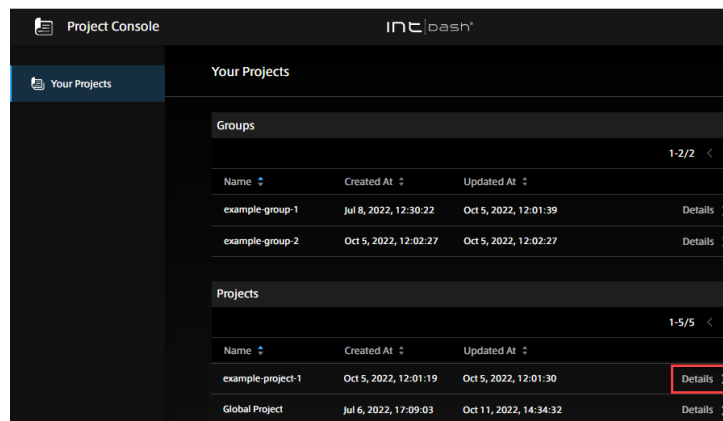 Project Console
INT|DASH®
Your Projects
Your Projects
Groups
1-2/2 <
Name Created At Updated At
example-group-1 Jul 8, 2022, 12:30:22 Oct 5, 2022, 12:01:39 Details
example-group-2 Oct 5, 2022, 12:02:27 Oct 5, 2022, 12:02:27 Details
Projects
1-5/5 <
Name Created At Updated At
example-project-1 Oct 5, 2022, 12:01:19 Oct 5, 2022, 12:01:30 Details
Global Project Jul 6, 2022, 17:09:03 Oct 11, 2022, 14:34:32 Details